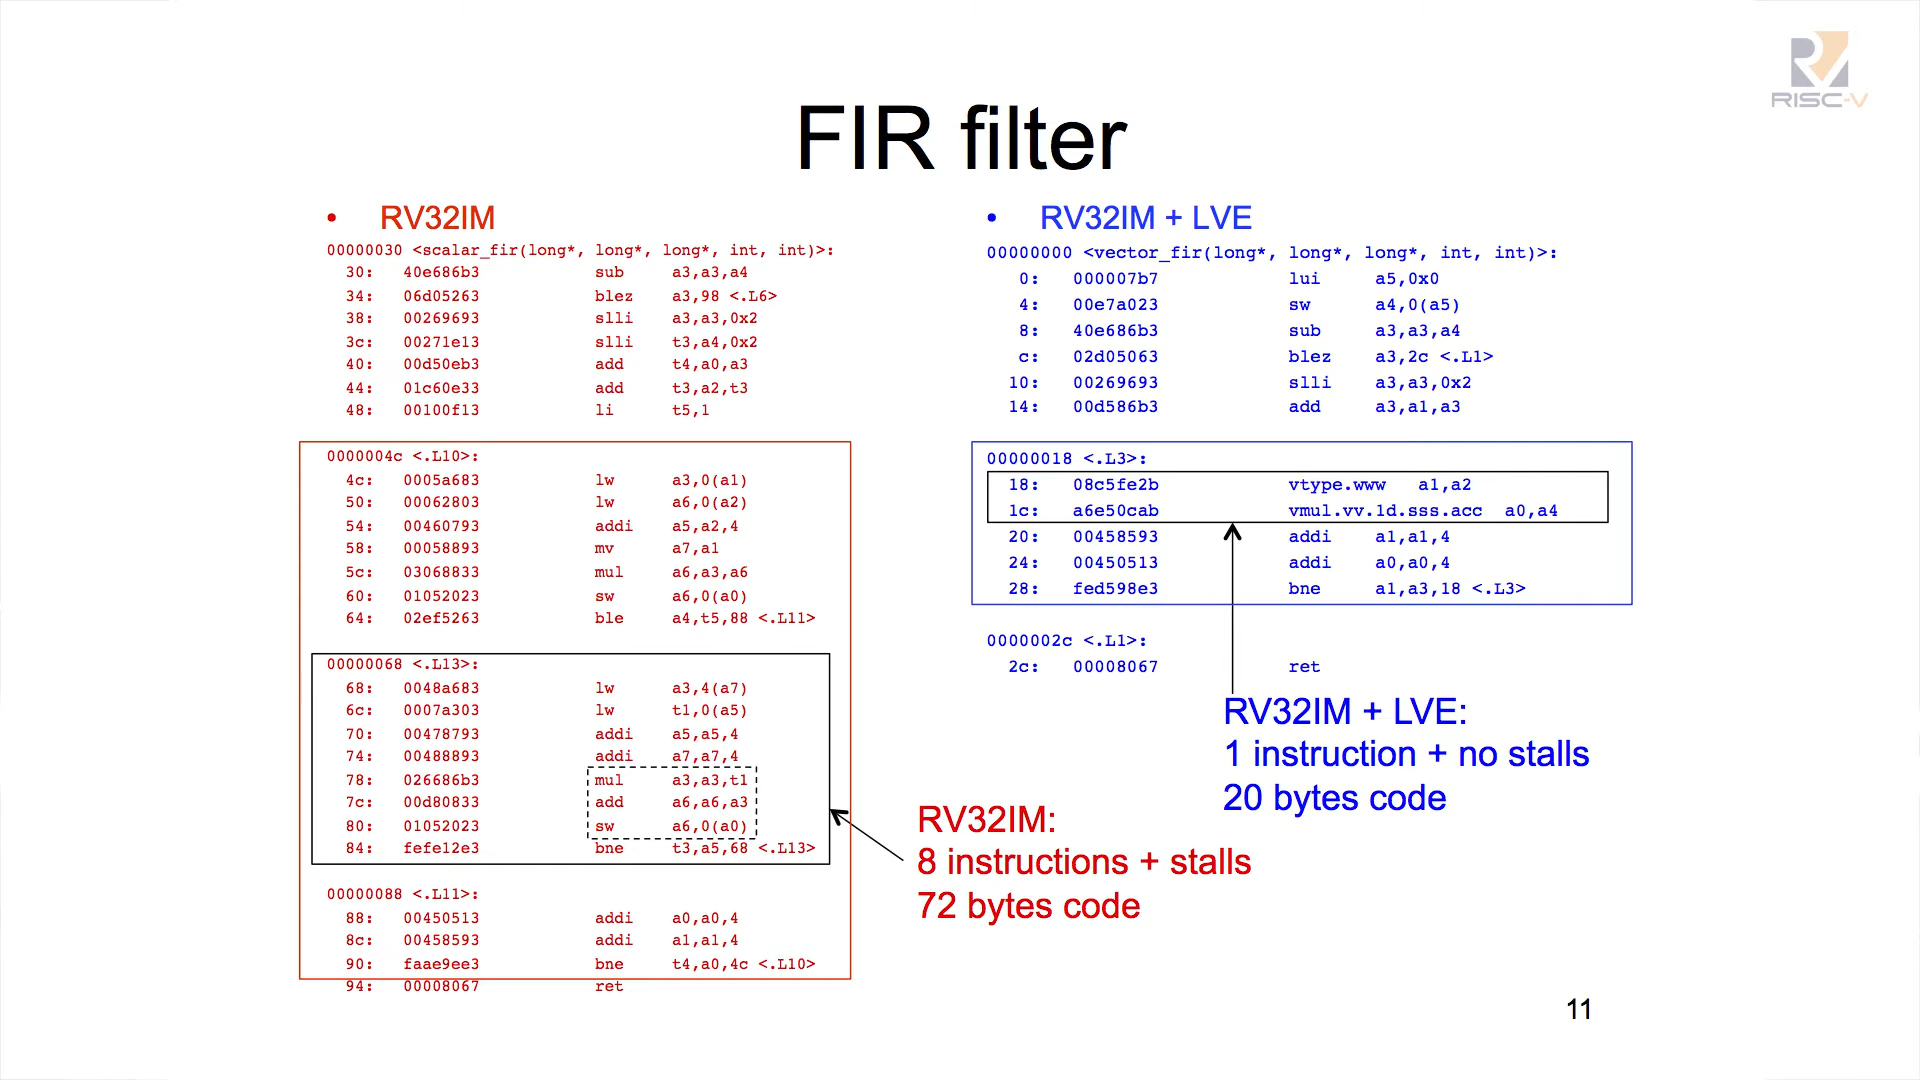 RISC-V
FIR filter
• RV32IM
00000030 <scalar_fir(long*, long*, long*, int, int)>:
30: 40e686b3 sub a3,a3,a4
34: 06d05263 blez a3,98 <.L6>
38: 00269693 slli a3,a3,0x2
3c: 00271e13 slli t3,a4,0x2
40: 00d50eb3 add t4,a0,a3
44: 01c60e33 add t3,a2,t3
48: 00100f13 li t5,1
0000004c <.L10>:
4c: 0005a683 lw a3,0(a1)
50: 00062803 lw a6,0(a2)
54: 00460793 addi a5,a2,4
58: 00058893 mv a7,a1
5c: 03068833 mul a6,a3,a6
60: 01052023 sw a6,0(a0)
64: 02ef5263 ble a4,t5,88 <.L11>
00000068 <.L13>:
68: 0048a683 lw a3,4(a7)
6c: 0007a303 lw t1,0(a5)
70: 00478793 addi a5,a5,4
74: 00488893 addi a7,a7,4
78: 026686b3 mul a3,a3,t1
7c: 00d80833 add a6,a6,a3
80: 01052023 sw a6,0(a0)
84: fefe12e3 bne t3,a5,68 <.L13>
00000088 <.L11>:
88: 00450513 addi a0,a0,4
8c: 00458593 addi a1,a1,4
90: faae9ee3 bne t4,a0,4c <.L10>
94: 00008067 ret
RV32IM:
8 instructions + stalls
72 bytes code
• RV32IM + LVE
00000000 <vector_fir(long*, long*, long*, int, int)>:
0: 000007b7 lui a5,0x0
4: 00e7a023 sw a4,0(a5)
8: 40e686b3 sub a3,a3,a4
c: 02d05063 blez a3,2c <.L1>
10: 00269693 slli a3,a3,0x2
14: 00d586b3 add a3,a1,a3
00000018 <.L3>:
18: 08c5fe2b vtype.www a1,a2
1c: a6e50cab vmul.vv.1d.sss.acc a0,a4
20: 00458593 addi a1,a1,4
24: 00450513 addi a0,a0,4
28: fed598e3 bne a1,a3,18 <.L3>
0000002c <.L1>:
2c: 00008067 ret
RV32IM + LVE:
1 instruction + no stalls
20 bytes code
11